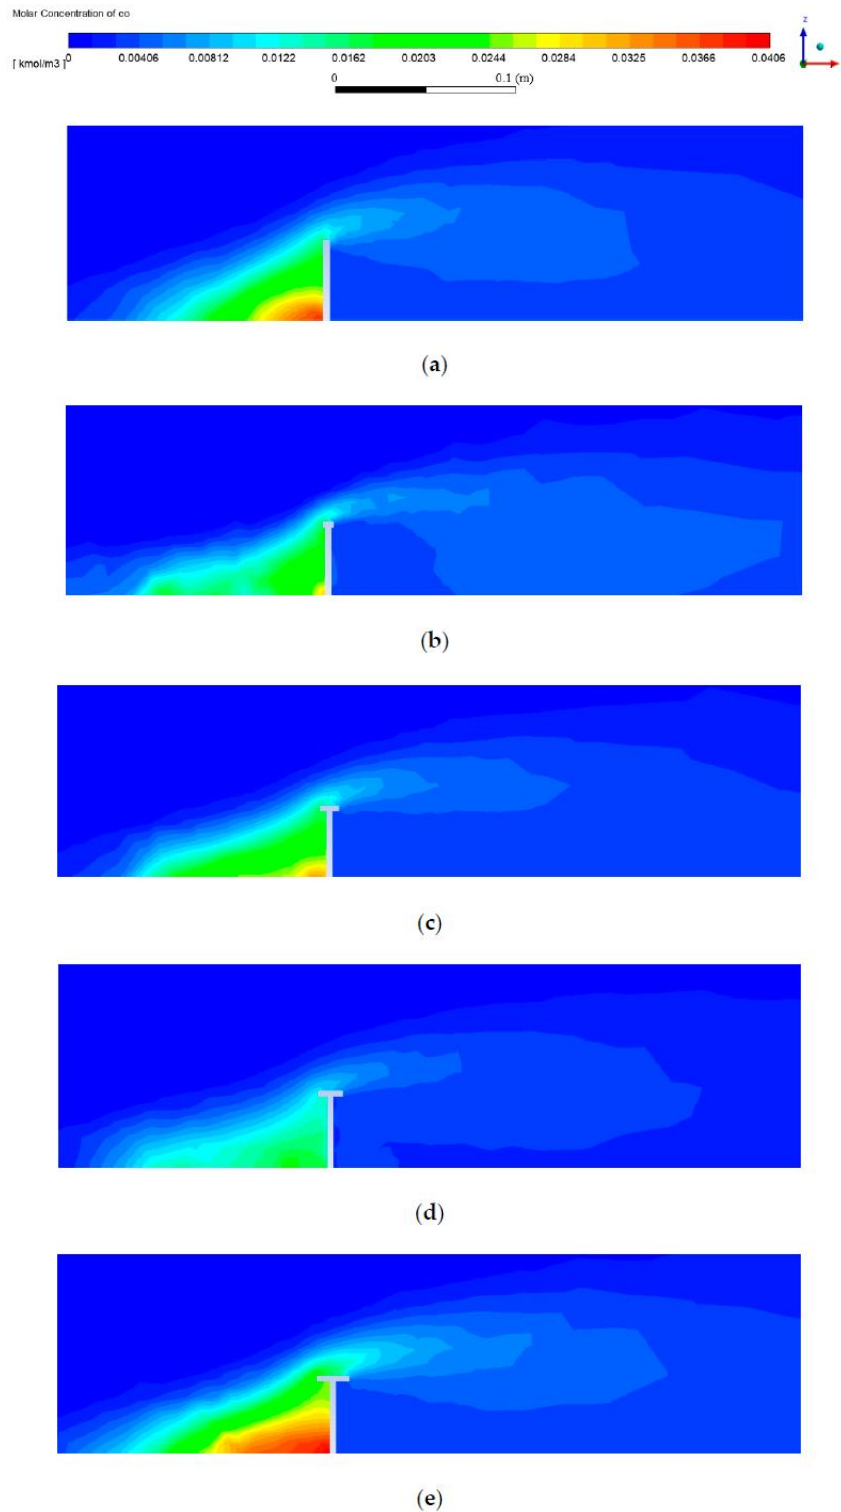 Molar Concentration of co
0 0.00406 0.00812 0.0122 0.0162 0.0203 0.0244 0.0284 0.0325 0.0366 0.0406
[ kmol/m3 ]
z
0 0.1 (m)
(a)
(b)
(c)
(d)
(e)